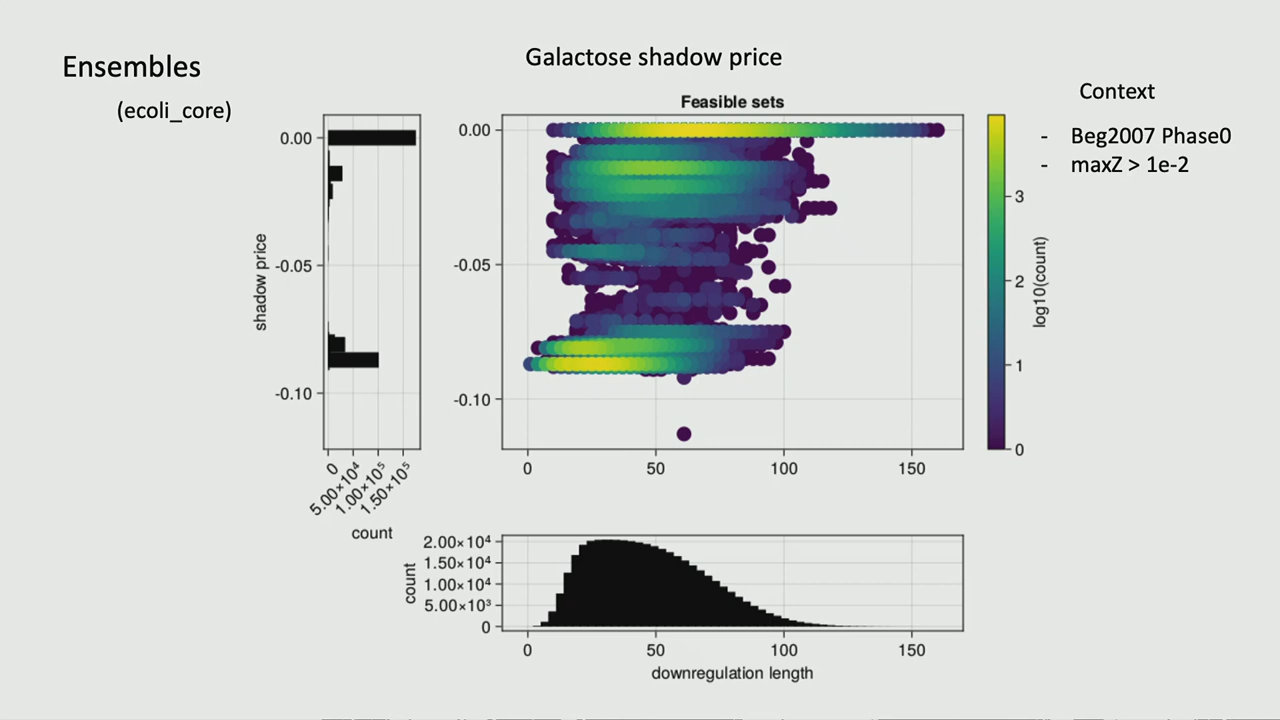 Ensembles
(ecoli_core)
Galactose shadow price
Feasible sets
Context
- Beg2007 Phase0
- maxZ > 1e-2
0.00
-0.05
-0.10
shadow price
0
5.00×10⁴
1.00×10⁵
1.50×10⁵
count
0.00
-0.05
-0.10
0
50
100
150
3
2
1
0
log10(count)
2.00×10⁴
1.50×10⁴
1.00×10⁴
5.00×10³
0
count
0
50
100
150
downregulation length